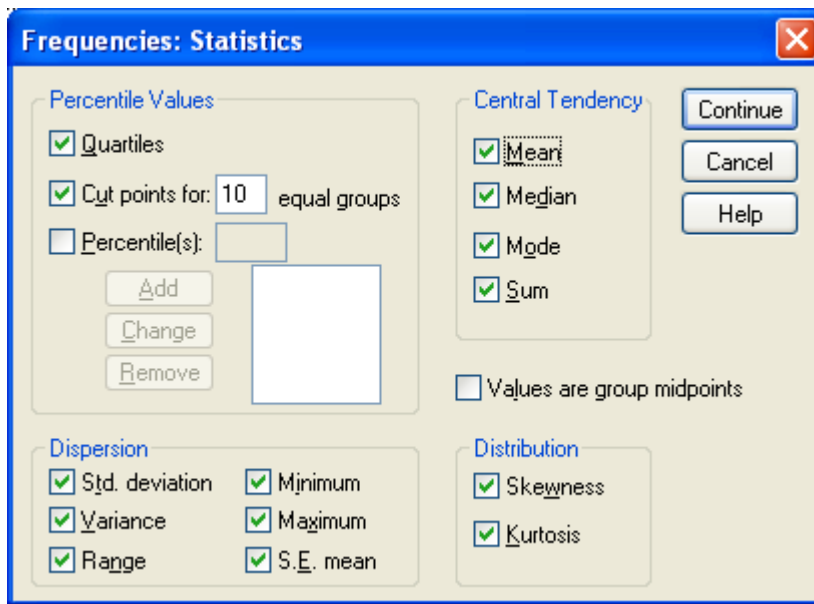 Frequencies: Statistics
Percentile Values
Quartiles
Cut points for: 10 equal groups
Percentile(s):
Add
Change
Remove
Central Tendency
Mean
Median
Mode
Sum
Continue
Cancel
Help
Values are group midpoints
Dispersion
Std. deviation
Minimum
Variance
Maximum
Range
S.E. mean
Distribution
Skewness
Kurtosis